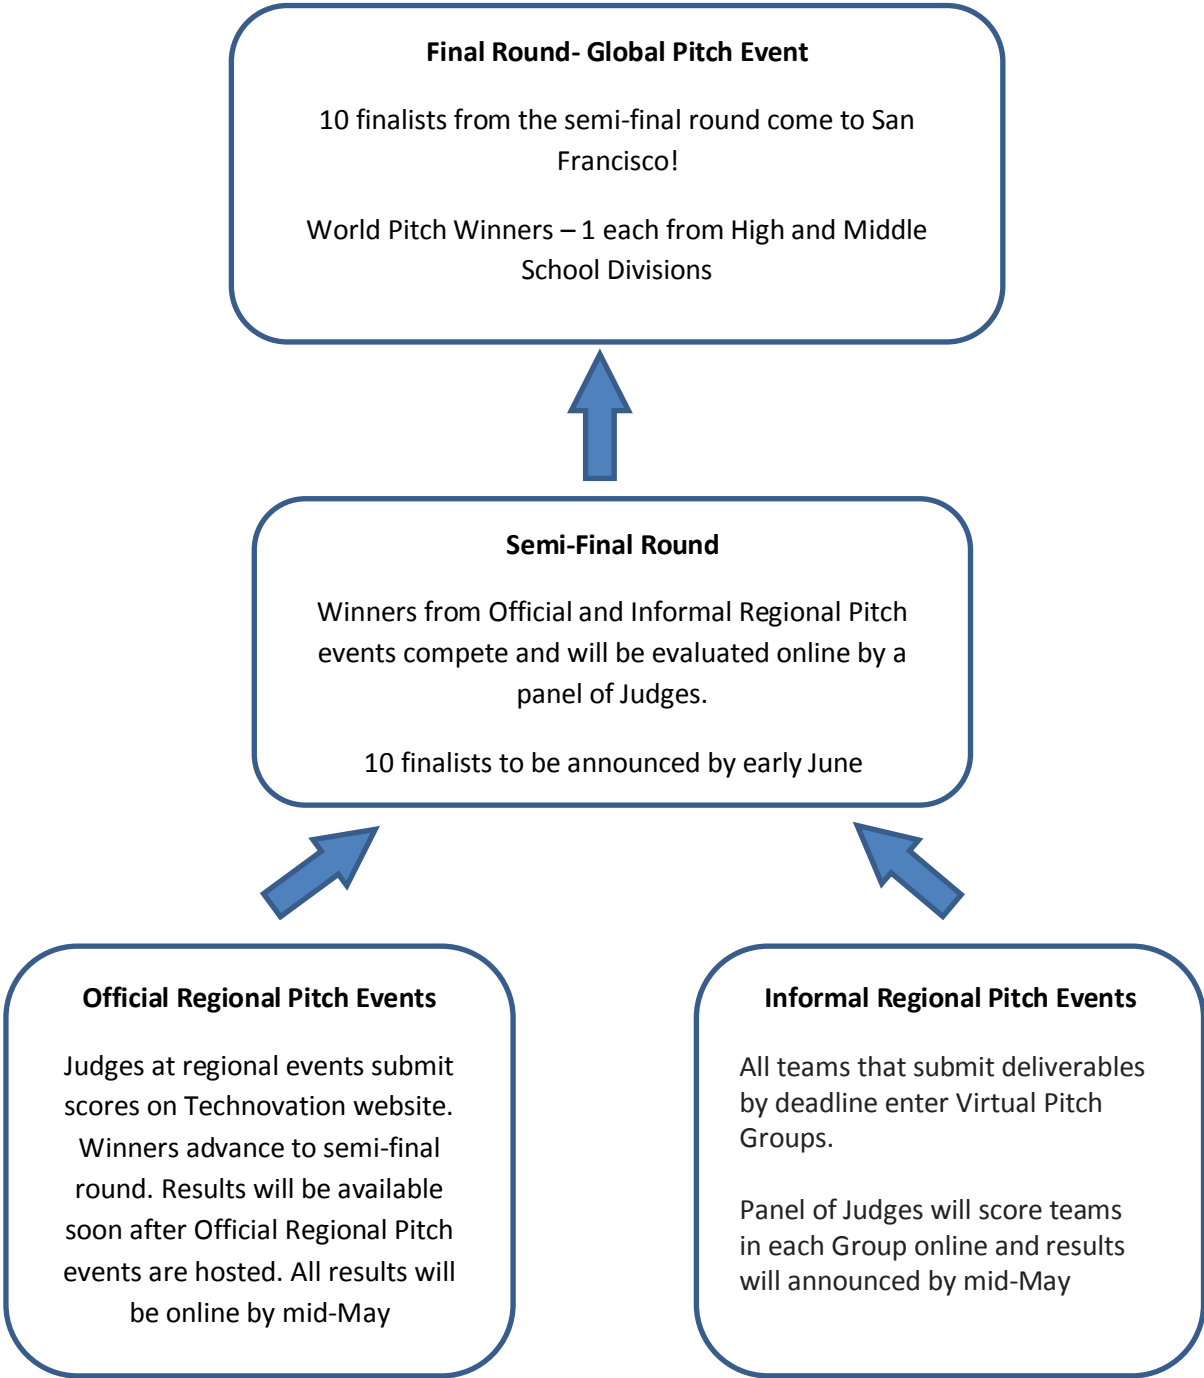 Final Round- Global Pitch Event
10 finalists from the semi-final round come to San
Francisco!
World Pitch Winners – 1 each from High and Middle
School Divisions
Semi-Final Round
Winners from Official and Informal Regional Pitch
events compete and will be evaluated online by a
panel of Judges.
10 finalists to be announced by early June
Official Regional Pitch Events
Judges at regional events submit
scores on Technovation website.
Winners advance to semi-final
round. Results will be available
soon after Official Regional Pitch
events are hosted. All results will
be online by mid-May
Informal Regional Pitch Events
All teams that submit deliverables
by deadline enter Virtual Pitch
Groups.
Panel of Judges will score teams
in each Group online and results
will announced by mid-May